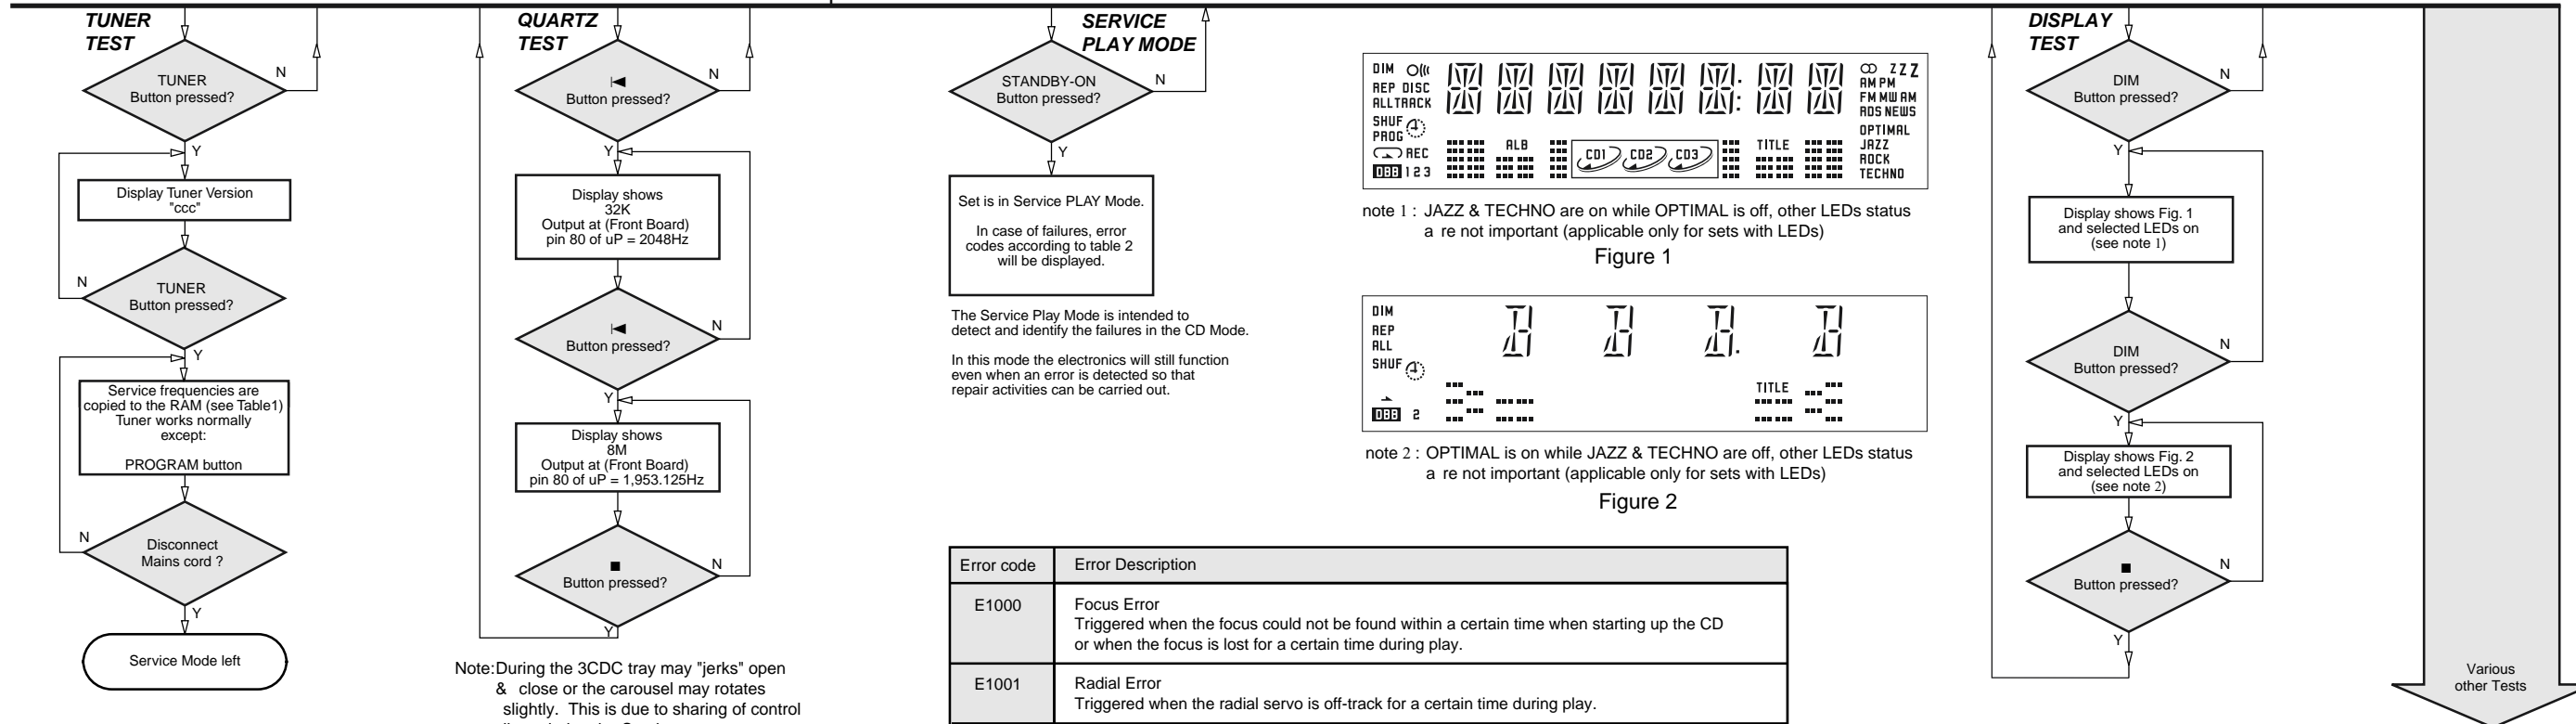 TUNER
TEST
TUNER
Button pressed?
N
Y
Display Tuner Version
"ccc"
TUNER
Button pressed?
N
Y
Service frequencies are
copied to the RAM (see Table1)
Tuner works normally
except:
PROGRAM button
Disconnect
Mains cord ?
N
Y
Service Mode left
QUARTZ
TEST
Button pressed?
N
Y
Display shows
32K
Output at (Front Board)
pin 80 of uP = 2048Hz
Button pressed?
N
Y
Display shows
8M
Output at (Front Board)
pin 80 of uP = 1,953.125Hz
Button pressed?
N
Y
Note:During the 3CDC tray may "jerks" open
& close or the carousel may rotates
slightly. This is due to sharing of control
SERVICE
PLAY MODE
STANDBY-ON
Button pressed?
N
Y
Set is in Service PLAY Mode.
In case of failures, error
codes according to table 2
will be displayed.
The Service Play Mode is intended to
detect and identify the failures in the CD Mode.
In this mode the electronics will still function
even when an error is detected so that
repair activities can be carried out.
DIM
REP DISC
ALL TRACK
SHUF
PROG
REC
DBB 1 2 3
ALB
CD1 CD2 CD3
TITLE
Z Z Z
AM PM
FM MW AM
RDS NEWS
OPTIMAL
JAZZ
ROCK
TECHNO
note 1 : JAZZ & TECHNO are on while OPTIMAL is off, other LEDs status
a re not important (applicable only for sets with LEDs)
Figure 1
DIM
REP
ALL
SHUF
DBB 2
TITLE
note 2 : OPTIMAL is on while JAZZ & TECHNO are off, other LEDs status
a re not important (applicable only for sets with LEDs)
Figure 2
Error code Error Description
E1000 Focus Error
Triggered when the focus could not be found within a certain time when starting up the CD
or when the focus is lost for a certain time during play.
E1001 Radial Error
Triggered when the radial servo is off-track for a certain time during play.
DISPLAY
TEST
DIM
Button pressed?
N
Y
Display shows Fig. 1
and selected LEDs on
(see note 1)
DIM
Button pressed?
N
Y
Display shows Fig. 2
and selected LEDs on
(see note 2)
Button pressed?
N
Y
Various
other Tests